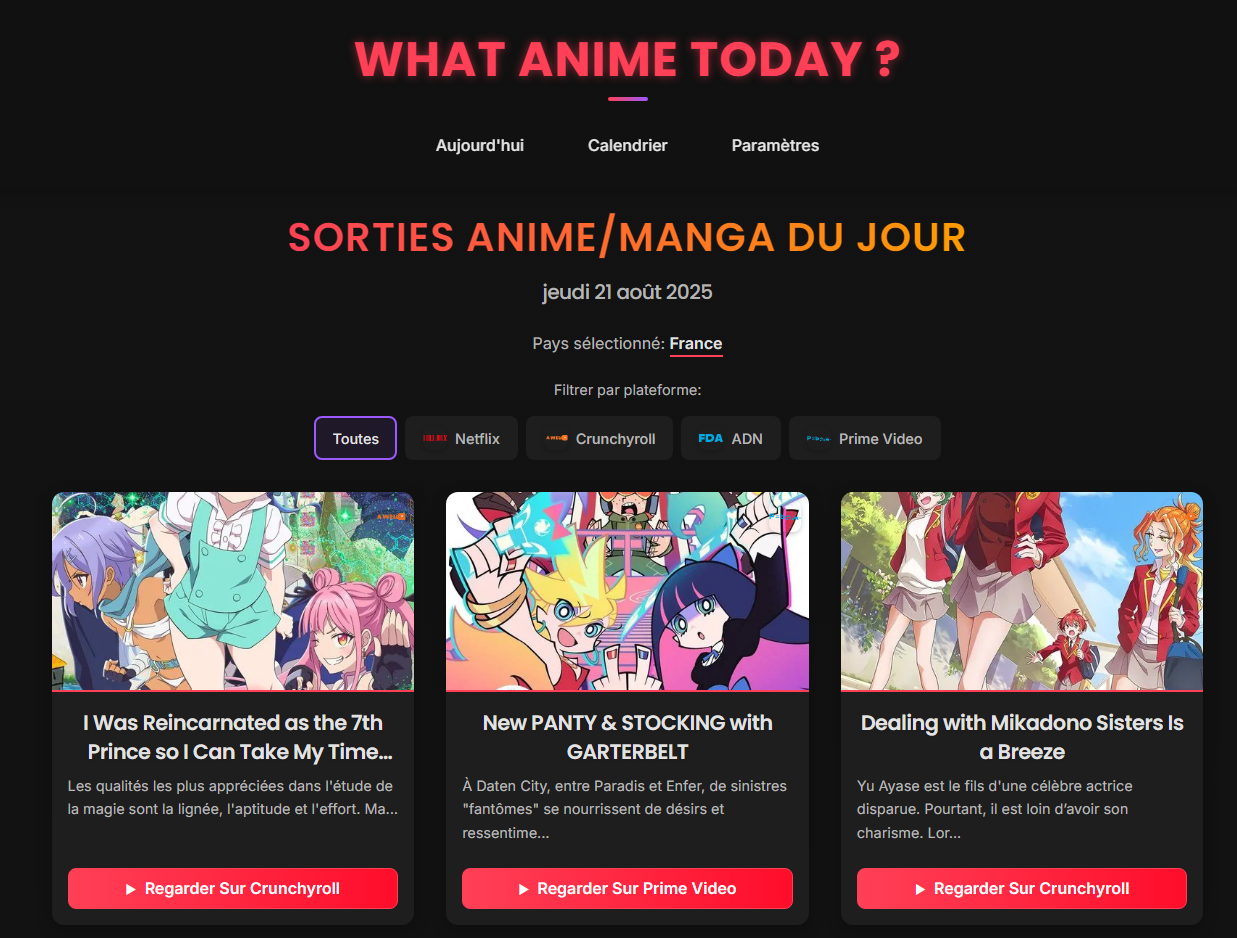 WHAT ANIME TODAY ?
Aujourd'hui
Calendrier
Paramètres
SORTIES ANIME/MANGA DU JOUR
jeudi 21 août 2025
Pays sélectionné: France
Filtrer par plateforme:
Toutes
Netflix
Crunchyroll
FDA ADN
Prime Video
I Was Reincarnated as the 7th
Prince so I Can Take My Time...
Les qualités les plus appréciées dans l'étude de
la magie sont la lignée, l'aptitude et l'effort. Ma...
Regarder Sur Crunchyroll
New PANTY & STOCKING with
GARTERBELT
À Daten City, entre Paradis et Enfer, de sinistres
"fantômes" se nourrissent de désirs et
ressentime...
Regarder Sur Prime Video
Dealing with Mikadono Sisters Is
a Breeze
Yu Ayase est le fils d'une célèbre actrice
disparue. Pourtant, il est loin d’avoir son
charisme. Lor...
Regarder Sur Crunchyroll